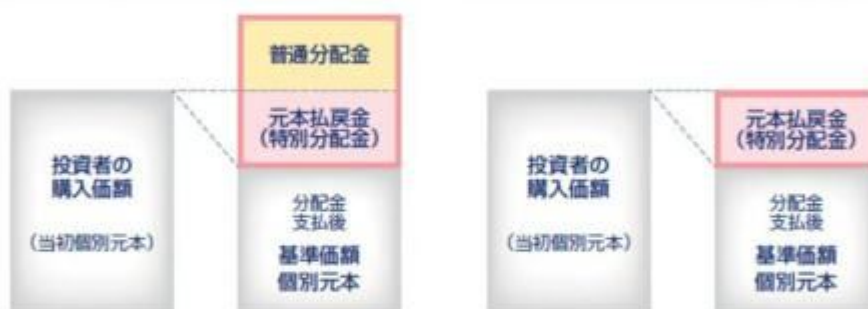 普通分配金
元本払戻金
(特別分配金)
投資者の
購入価額
(当初個別元本)
分配金
支払後
基準価額
個別元本
元本払戻金
(特別分配金)
投資者の
購入価額
(当初個別元本)
分配金
支払後
基準価額
個別元本